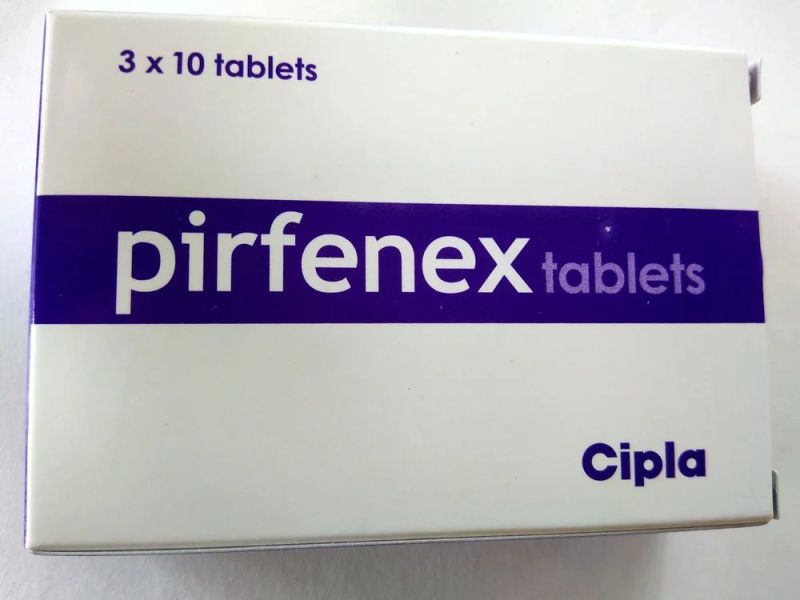 3 x 10 tablets
pirfenex tablets
Cipla